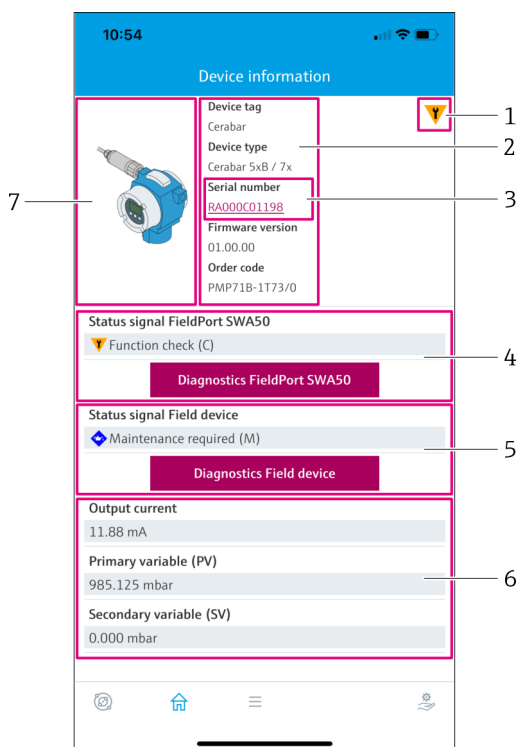 10:54
Device information
Device tag
Cerabar
Device type
Cerabar 5xB / 7x
Serial number
RA000C01198
Firmware version
01.00.00
Order code
PMP71B-1T73/0
1
2
3
7
Status signal FieldPort SWA50
Function check (C)
Diagnostics FieldPort SWA50
4
Status signal Field device
Maintenance required (M)
Diagnostics Field device
5
Output current
11.88 mA
Primary variable (PV)
985.125 mbar
Secondary variable (SV)
0.000 mbar
6